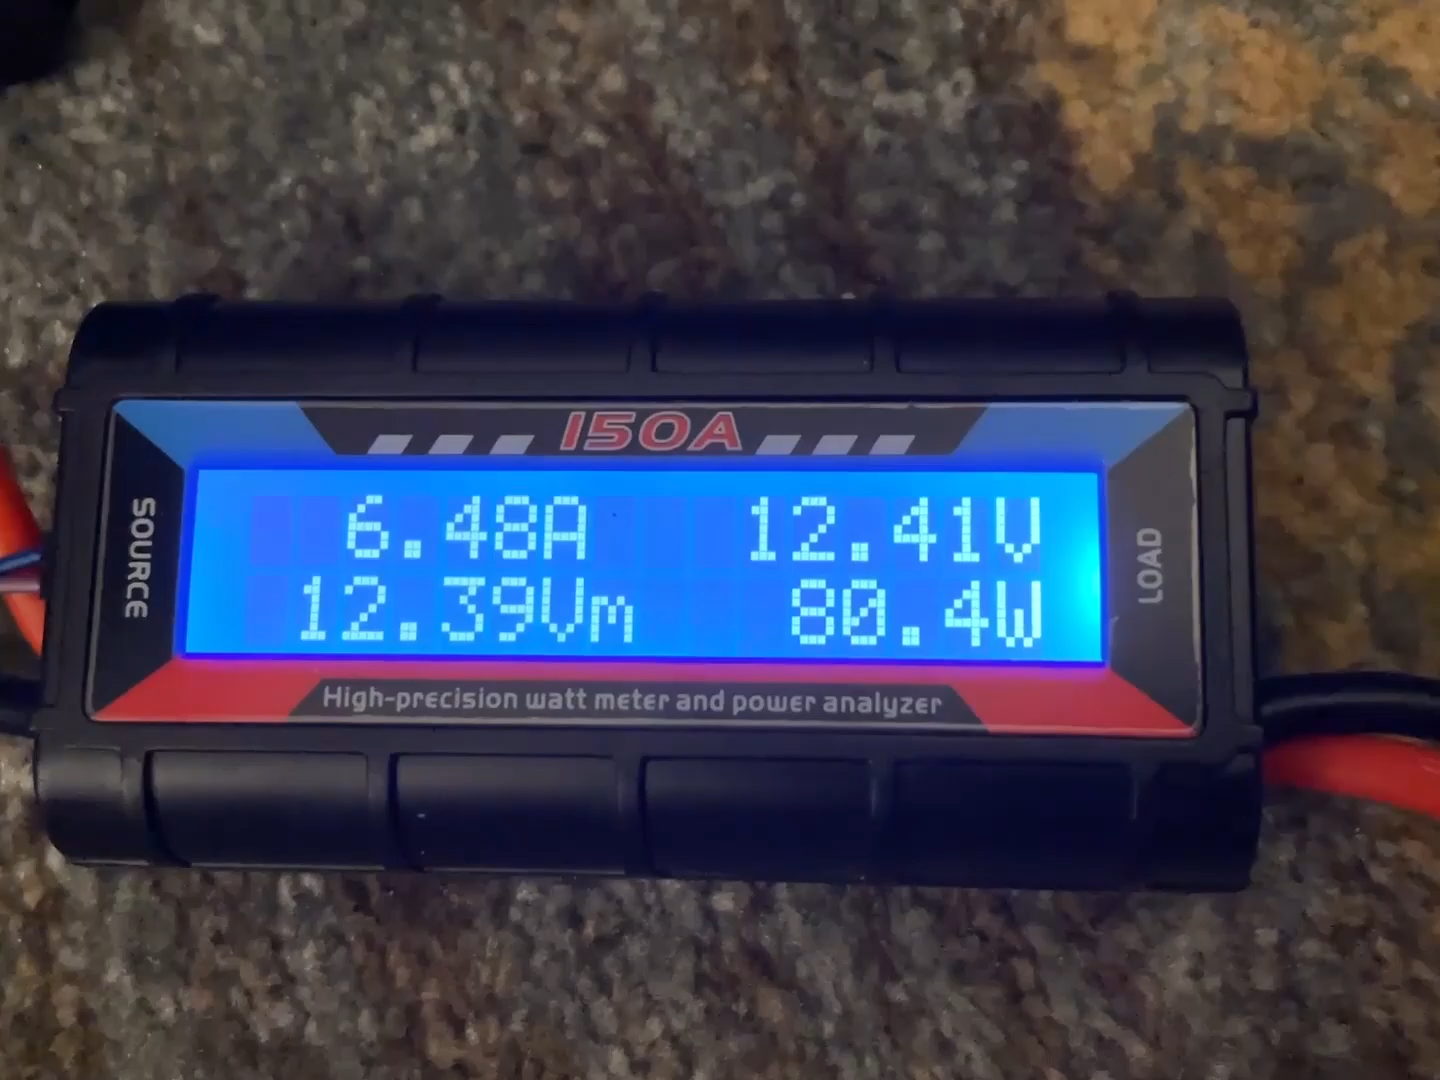 150A
SOURCE
6.48A 12.41V
12.39Vm 80.4W
LOAD
High-precision watt meter and power analyzer